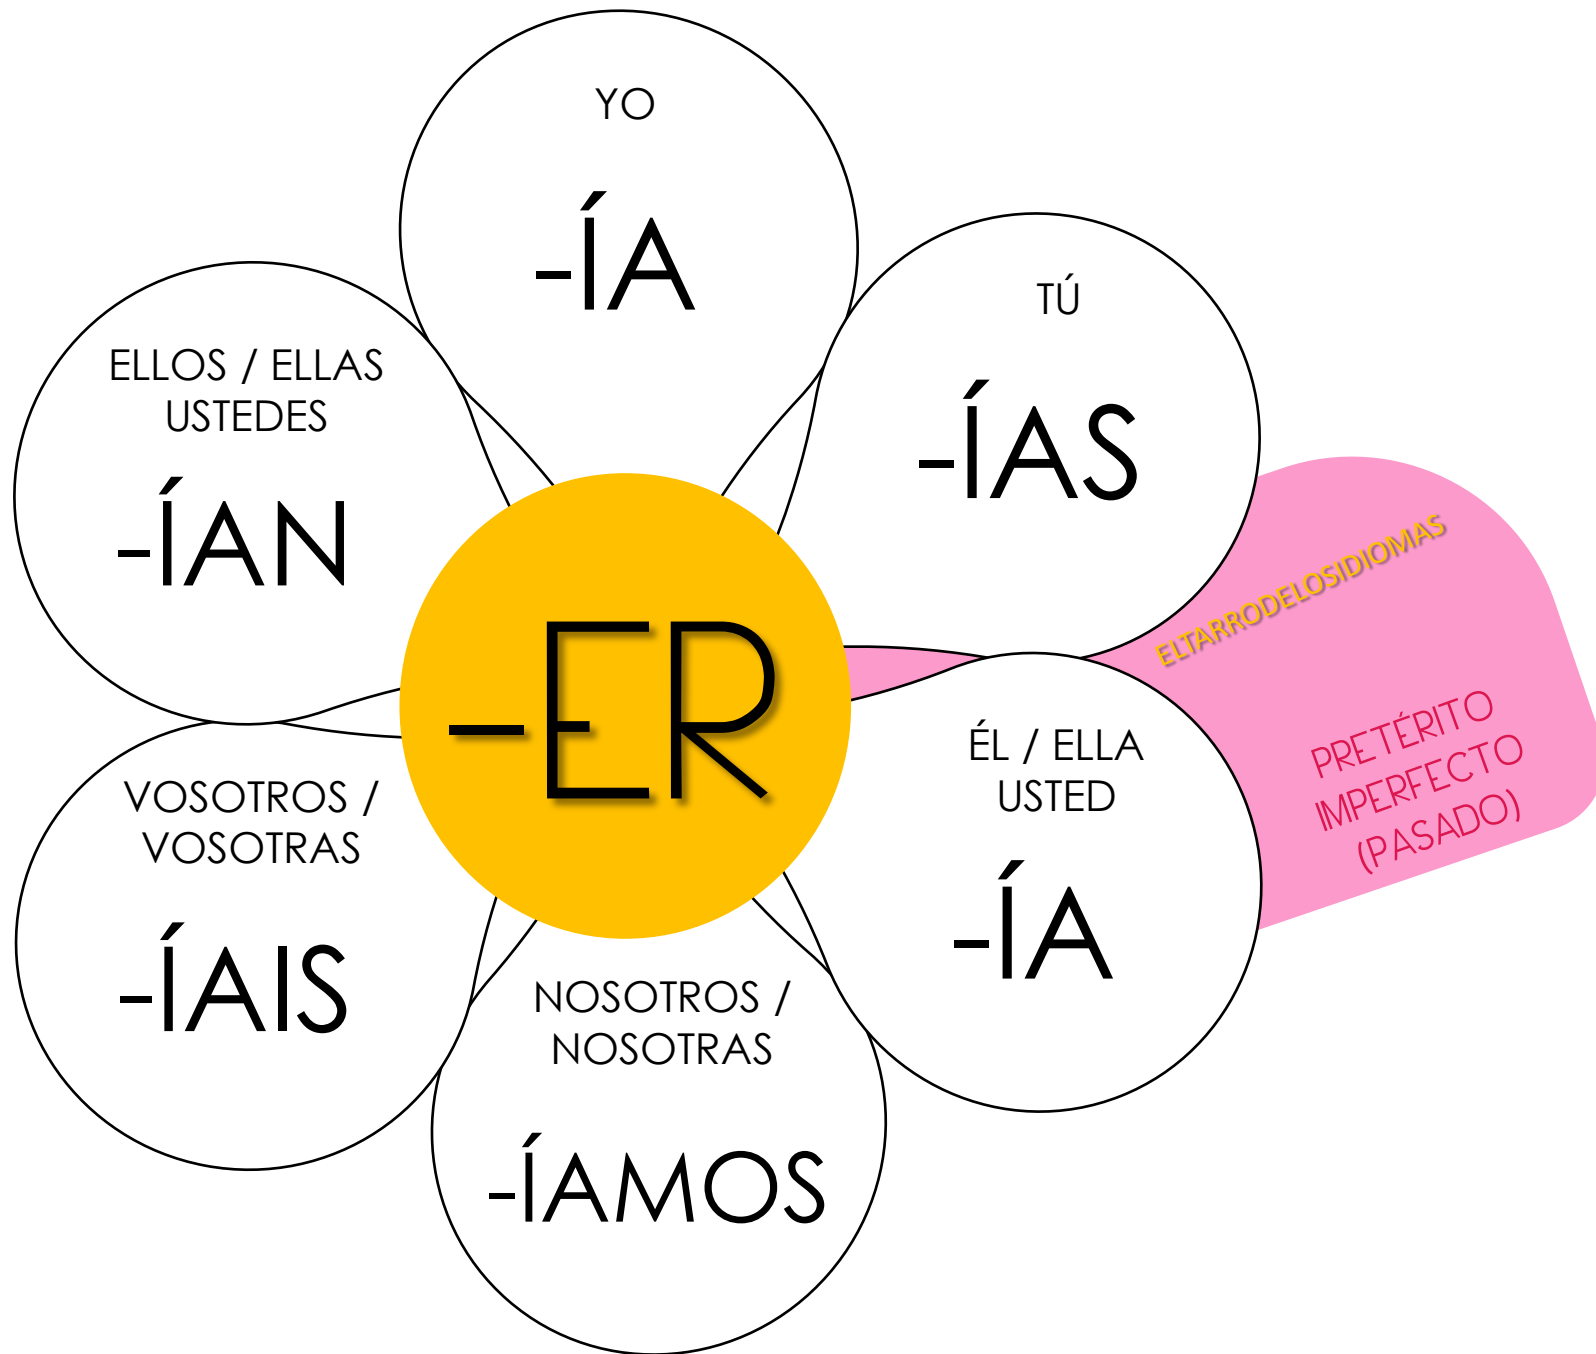 YO
-ÍA
TÚ
-ÍAS
ÉL / ELLA
USTED
-ÍA
NOSOTROS /
NOSOTRAS
-ÍAMOS
VOSOTROS /
VOSOTRAS
-ÍAIS
ELLOS / ELLAS
USTEDES
-ÍAN
-ER
ELTARRODELOSIDIOMAS
PRETÉRITO
IMPERFECTO
(PASADO)